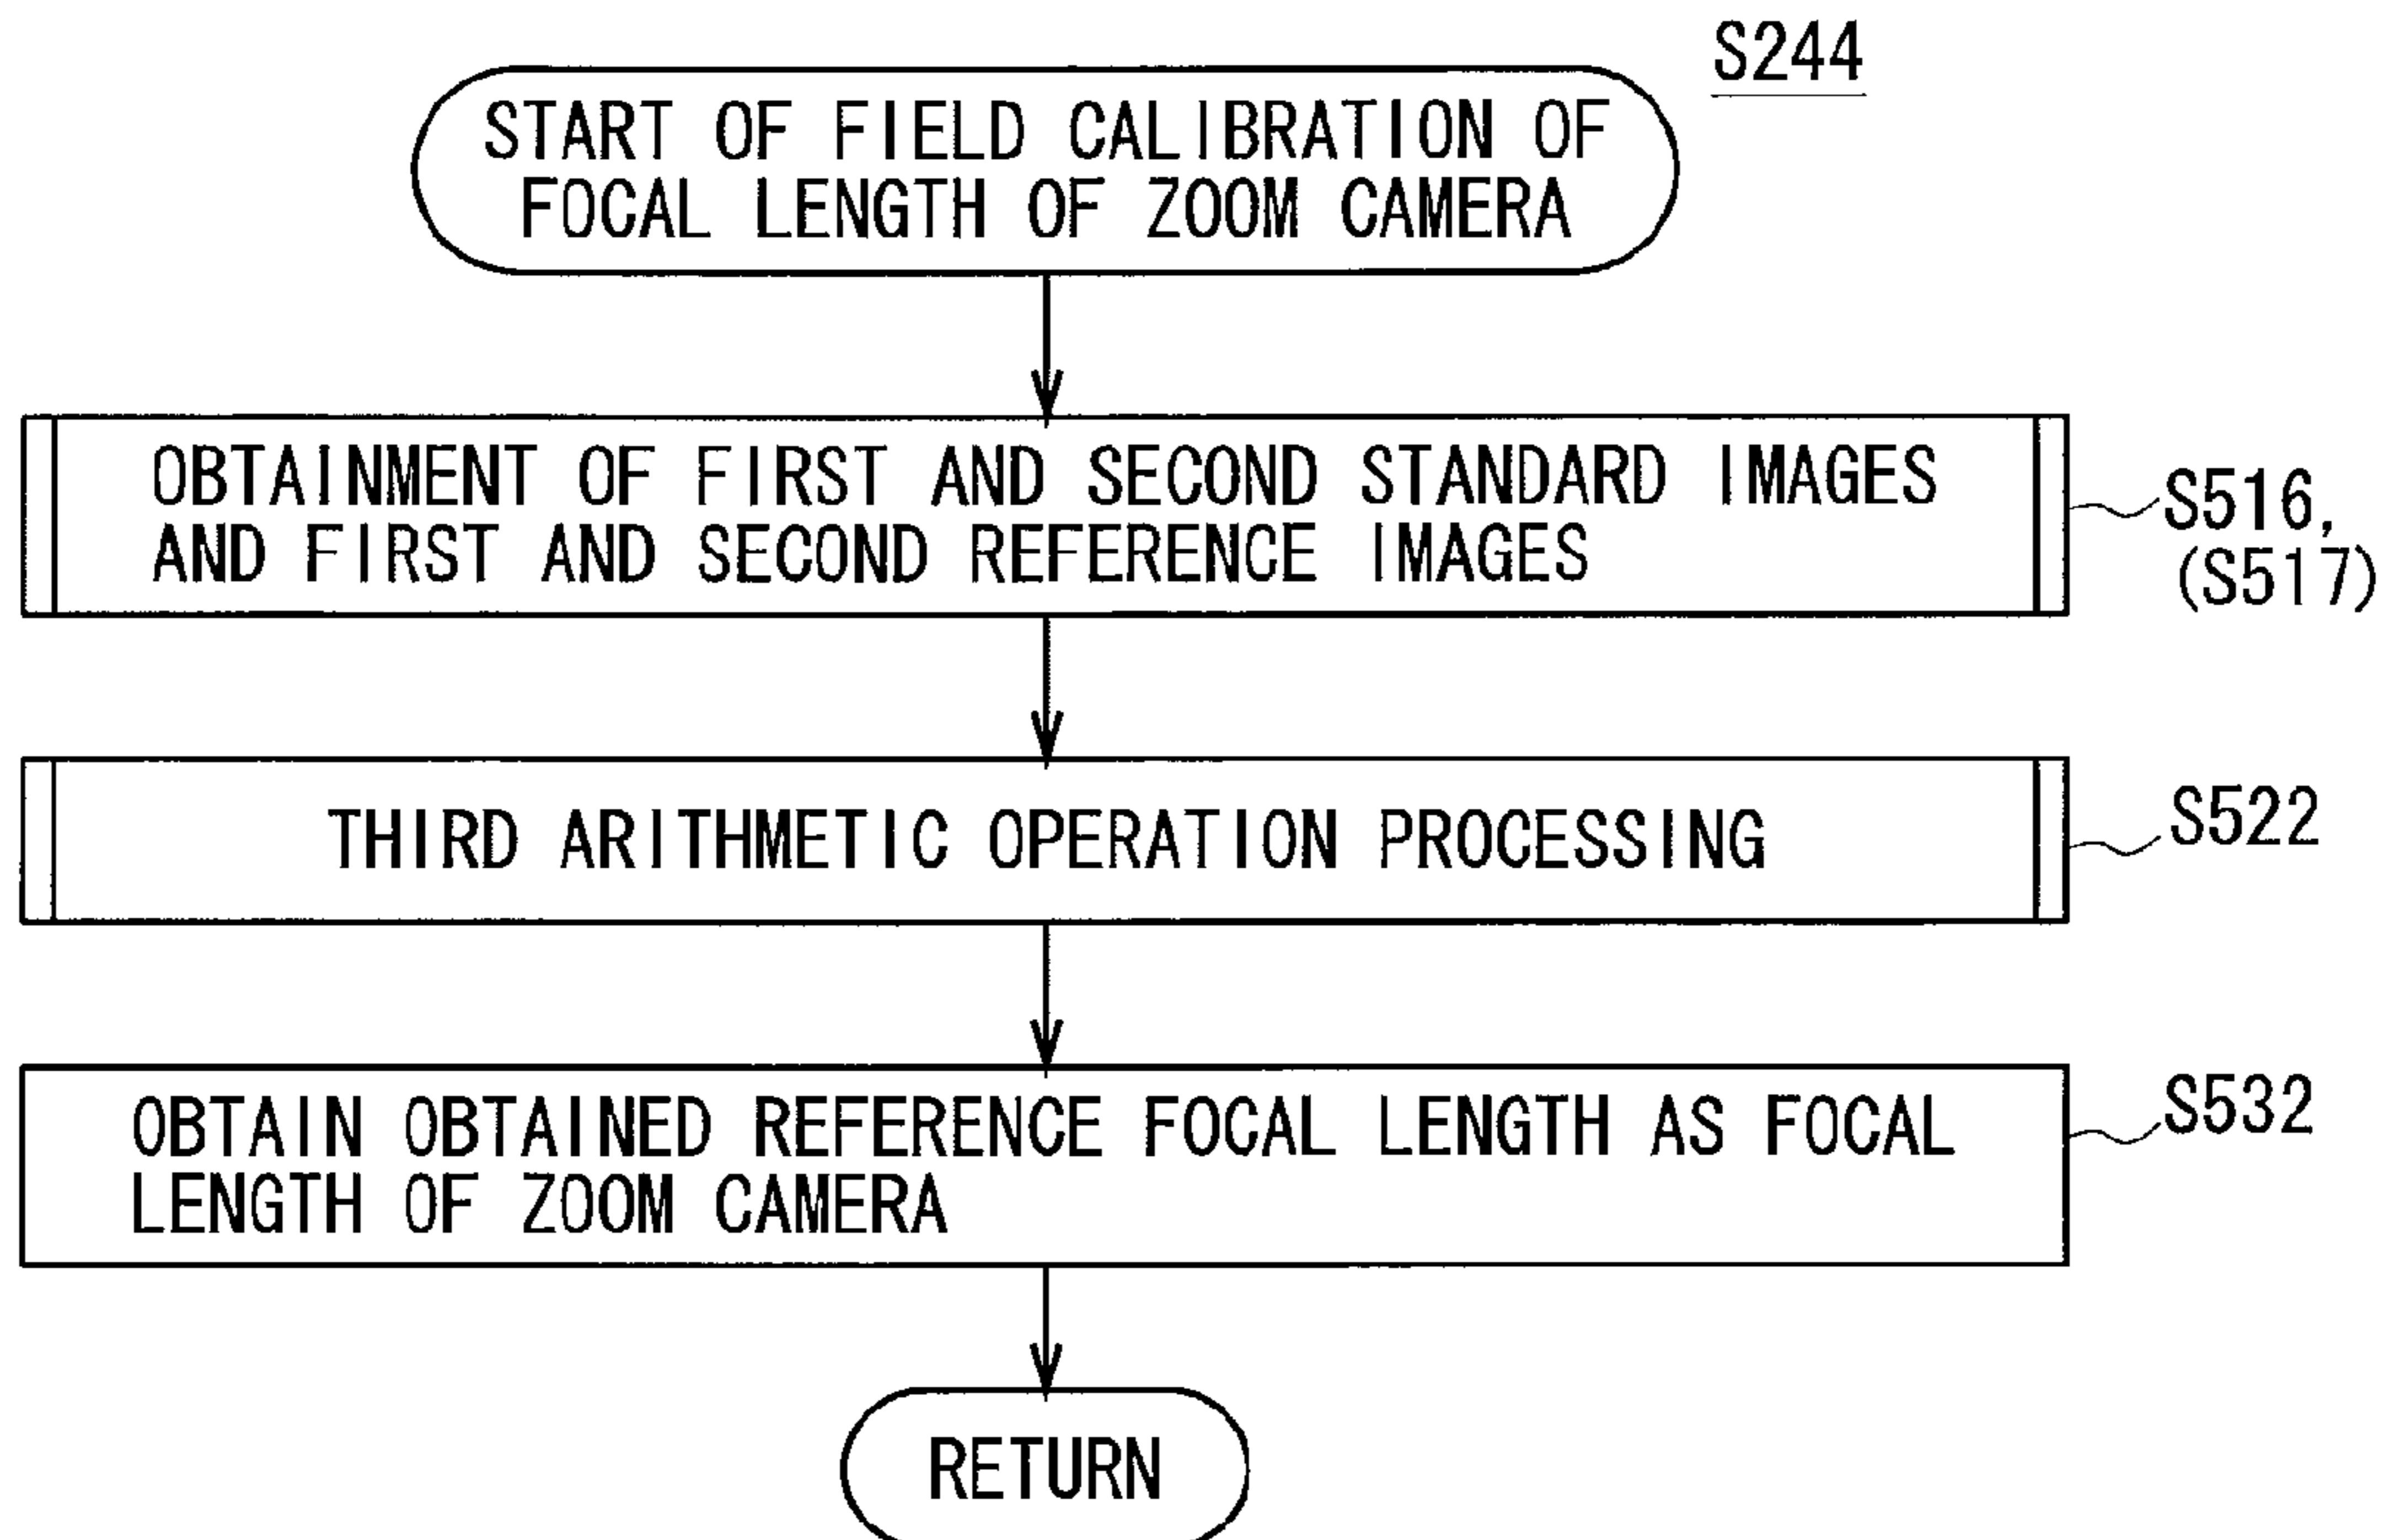 S244
START OF FIELD CALIBRATION OF
FOCAL LENGTH OF ZOOM CAMERA
OBTAINMENT OF FIRST AND SECOND STANDARD IMAGES
AND FIRST AND SECOND REFERENCE IMAGES
S516,
(S517)
THIRD ARITHMETIC OPERATION PROCESSING
S522
OBTAIN OBTAINED REFERENCE FOCAL LENGTH AS FOCAL
LENGTH OF ZOOM CAMERA
S532
RETURN